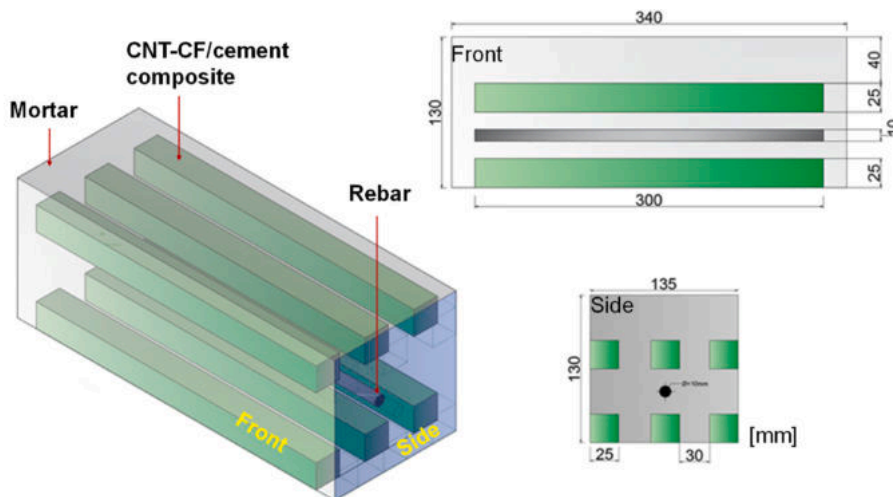 CNT-CF/cement
composite
Mortar
Rebar
Front
Side
340
Front
130
40
25
10
25
300
135
Side
130
Ø=10mm
25
30
[mm]